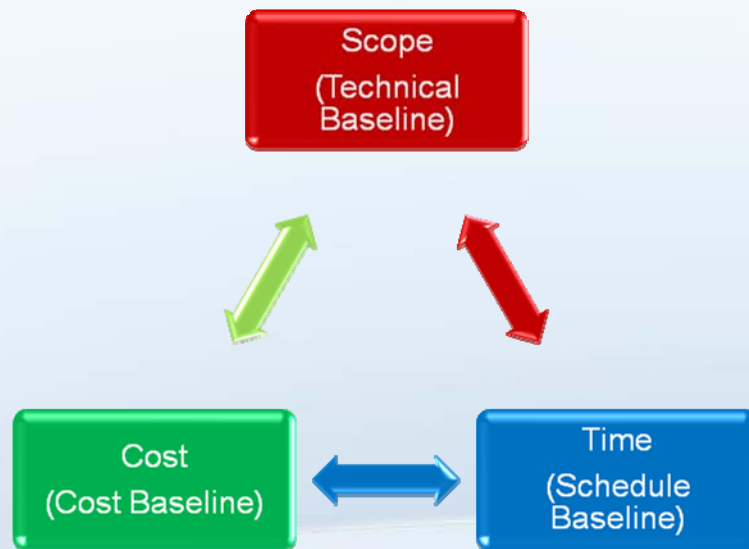 Scope
(Technical
Baseline)
Cost
(Cost Baseline)
Time
(Schedule
Baseline)